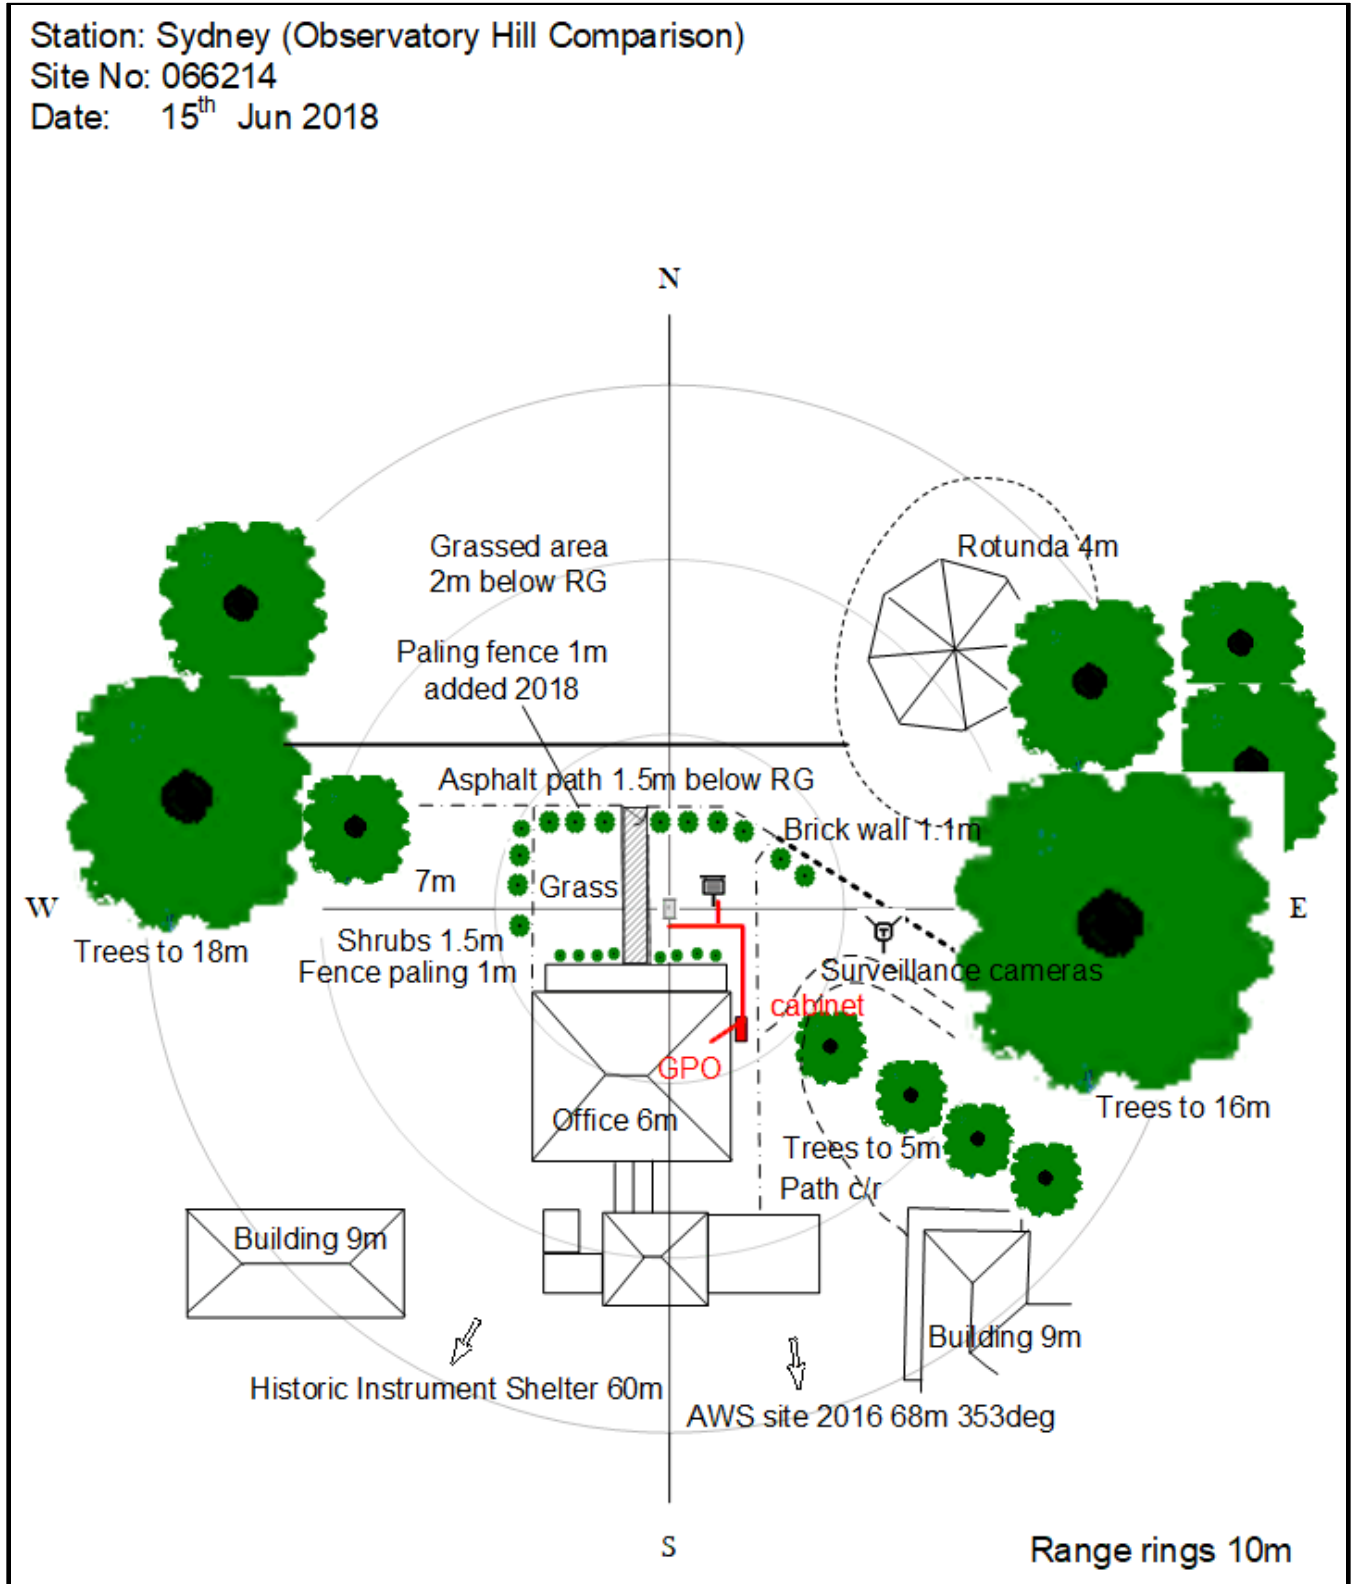 Station: Sydney (Observatory Hill Comparison)
Site No: 066214
Date: 15th Jun 2018
N
Grassed area
2m below RG
Rotunda 4m
Paling fence 1m
added 2018
Asphalt path 1.5m below RG
Brick wall 1.1m
7m
Grass
W
E
Shrubs 1.5m
Fence paling 1m
Trees to 18m
T
Surveillance cameras
cabinet
GPO
Office 6m
Trees to 16m
Trees to 5m
Path c/r
Building 9m
Building 9m
Historic Instrument Shelter 60m
AWS site 2016 68m 353deg
S
Range rings 10m